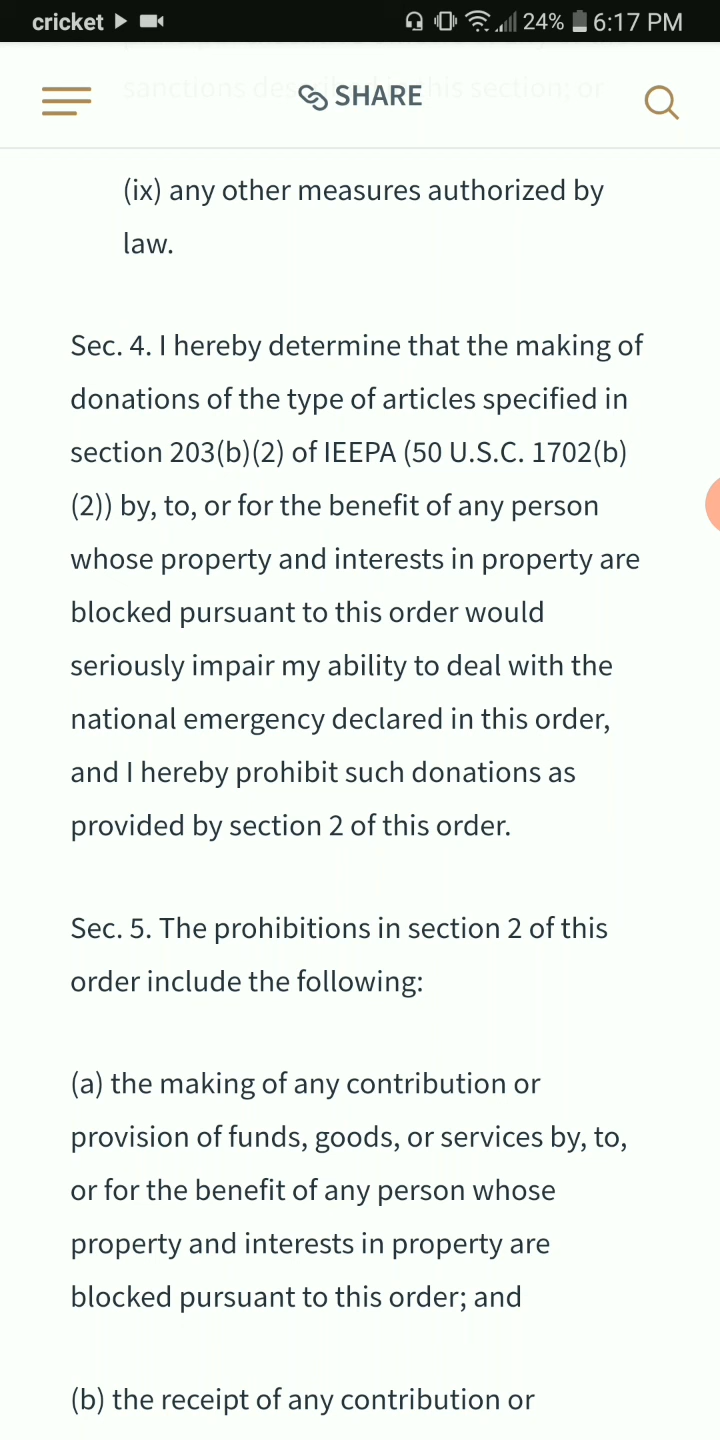 cricket 24% 6:17 PM
sanctions described in this section; or
SHARE
(ix) any other measures authorized by
law.
Sec. 4. I hereby determine that the making of
donations of the type of articles specified in
section 203(b)(2) of IEEPA (50 U.S.C. 1702(b)
(2)) by, to, or for the benefit of any person
whose property and interests in property are
blocked pursuant to this order would
seriously impair my ability to deal with the
national emergency declared in this order,
and I hereby prohibit such donations as
provided by section 2 of this order.
Sec. 5. The prohibitions in section 2 of this
order include the following:
(a) the making of any contribution or
provision of funds, goods, or services by, to,
or for the benefit of any person whose
property and interests in property are
blocked pursuant to this order; and
(b) the receipt of any contribution or